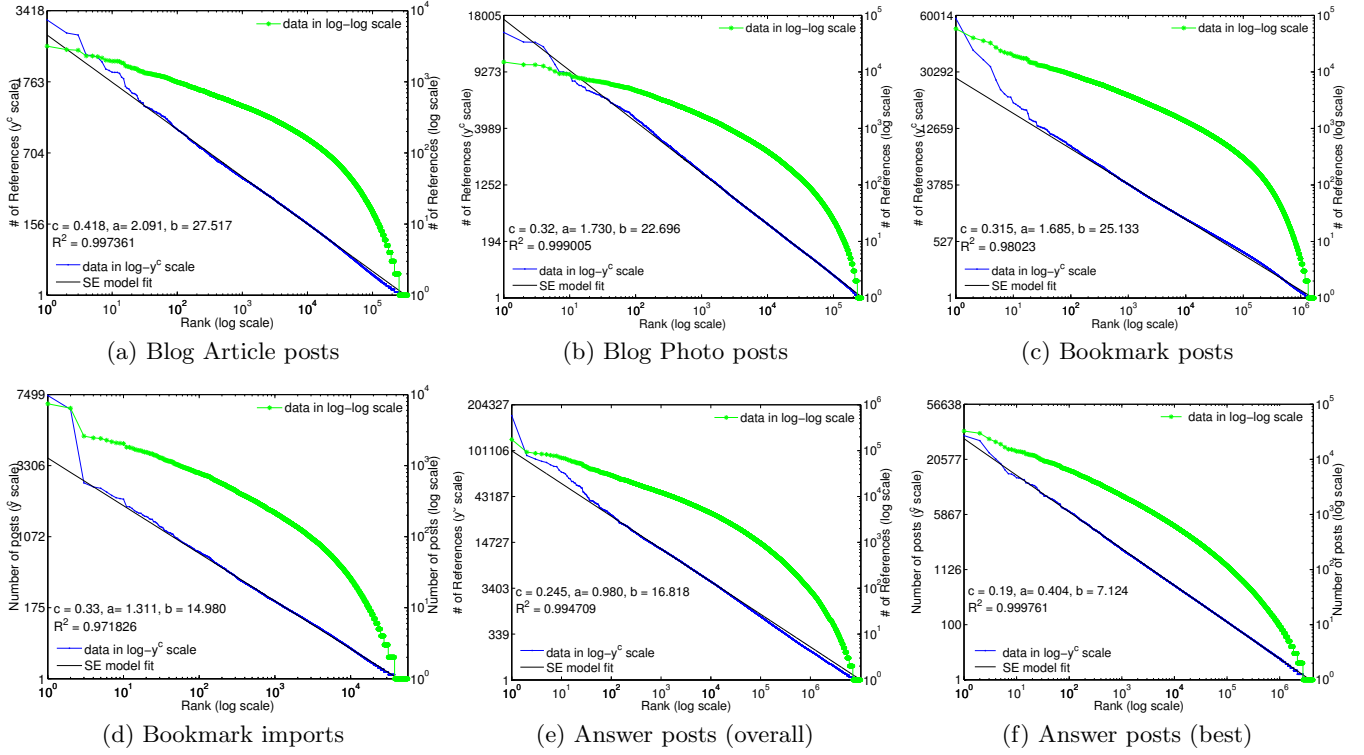 3418
1763
704
156
1
10^4
10^3
10^2
10^1
10^0
# of References (y^c scale)
# of References (log scale)
data in log−log scale
c = 0.418, a= 2.091, b = 27.517
R^2 = 0.997361
data in log−y^c scale
SE model fit
10^0 10^1 10^2 10^3 10^4 10^5
Rank (log scale)
(a) Blog Article posts
18005
9273
3989
1252
194
1
10^5
10^4
10^3
10^2
10^1
10^0
# of References (y^c scale)
# of References (log scale)
data in log−log scale
c = 0.32, a= 1.730, b = 22.696
R^2 = 0.999005
data in log−y^c scale
SE model fit
10^0 10^1 10^2 10^3 10^4 10^5
Rank (log scale)
(b) Blog Photo posts
60014
30292
12659
3785
527
1
10^5
10^4
10^3
10^2
10^1
10^0
# of References (y^c scale)
# of References (log scale)
data in log−log scale
c = 0.315, a= 1.685, b = 25.133
R^2 = 0.98023
data in log−y^c scale
SE model fit
10^0 10^1 10^2 10^3 10^4 10^5 10^6
Rank (log scale)
(c) Bookmark posts
7499
3306
1072
175
1
10^4
10^3
10^2
10^1
10^0
Number of posts (ŷ scale)
Number of posts (log scale)
data in log−log scale
c = 0.33, a= 1.311, b = 14.980
R^2 = 0.971826
data in log−y^c scale
SE model fit
10^0 10^1 10^2 10^3 10^4
Rank (log scale)
(d) Bookmark imports
204327
101106
43187
14727
3403
339
1
10^6
10^5
10^4
10^3
10^2
10^1
10^0
# of References (y scale)
# of References (log scale)
data in log−log scale
c = 0.245, a= 0.980, b = 16.818
R^2 = 0.994709
data in log−y^c scale
SE model fit
10^0 10^1 10^2 10^3 10^4 10^5 10^6
Rank (log scale)
(e) Answer posts (overall)
56638
20577
5867
1126
100
1
10^5
10^4
10^3
10^2
10^1
10^0
Number of posts (ŷ scale)
Number of posts (log scale)
data in log−log scale
c = 0.19, a= 0.404, b = 7.124
R^2 = 0.999761
data in log−y^c scale
SE model fit
10^0 10^1 10^2 10^3 10^4 10^5 10^6
Rank (log scale)
(f) Answer posts (best)